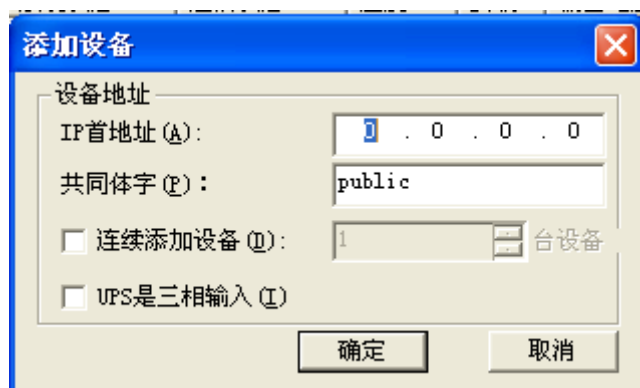 添加设备
设备地址
IP首地址(A):
0 . 0 . 0 . 0
共同体字(P)：
public
连续添加设备(D):
1
台设备
UPS是三相输入(I)
确定
取消